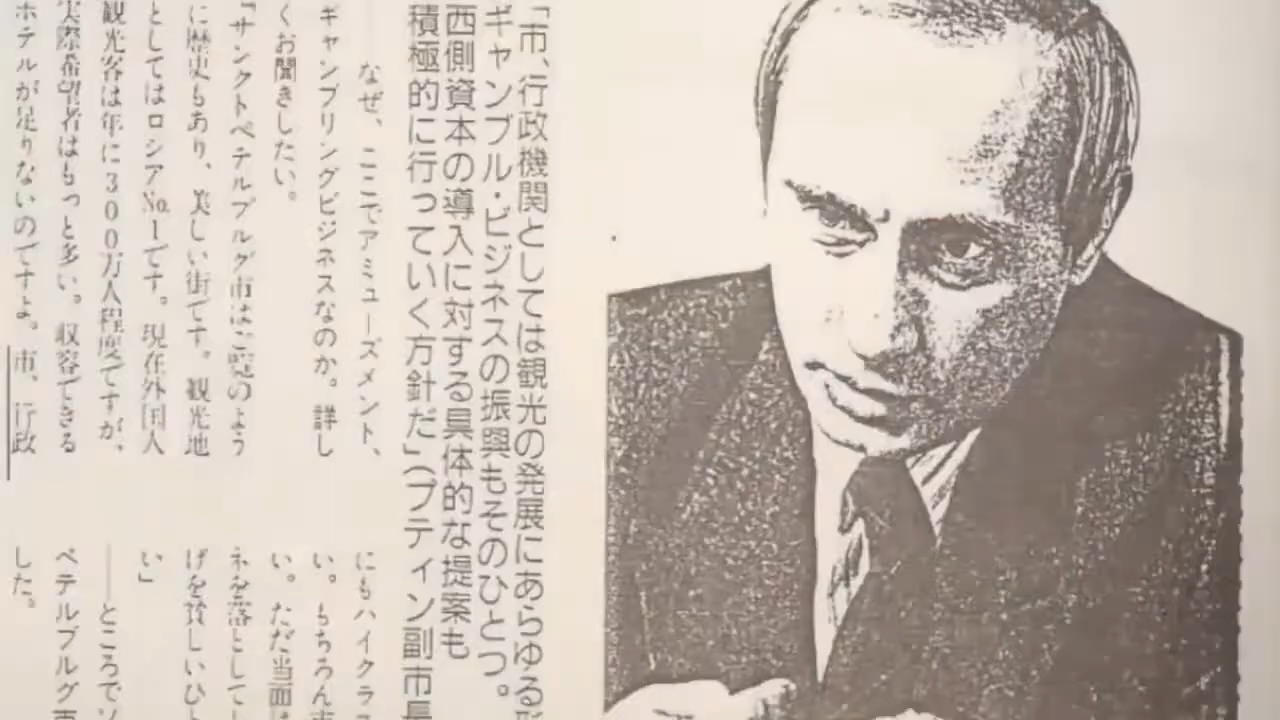 「市、行政機関としては観光の発展にあらゆる
ギャンブル・ビジネスの振興もそのひとつ。
西側資本の導入に対する具体的な提案も
積極的に行っていく方針だ」(プティン副市長
――なぜ、ここでアミューズメント、
ギャンブリングビジネスなのか。詳し
くお聞きしたい。
「サンクトペテルブルグ市はご覧のよう
に歴史もあり、美しい街です。観光地
としてはロシアNo.1です。現在外国人
観光客は年に300万人程度ですが、
実際希望者はもっと多い。収容できる
ホテルが足りないのですよ。市、行政
にもハイクラ
い。もちろん
い。ただ当面
ネを落として
げを貧しいひ
い」
――ところで
ペテルブルグ
した。